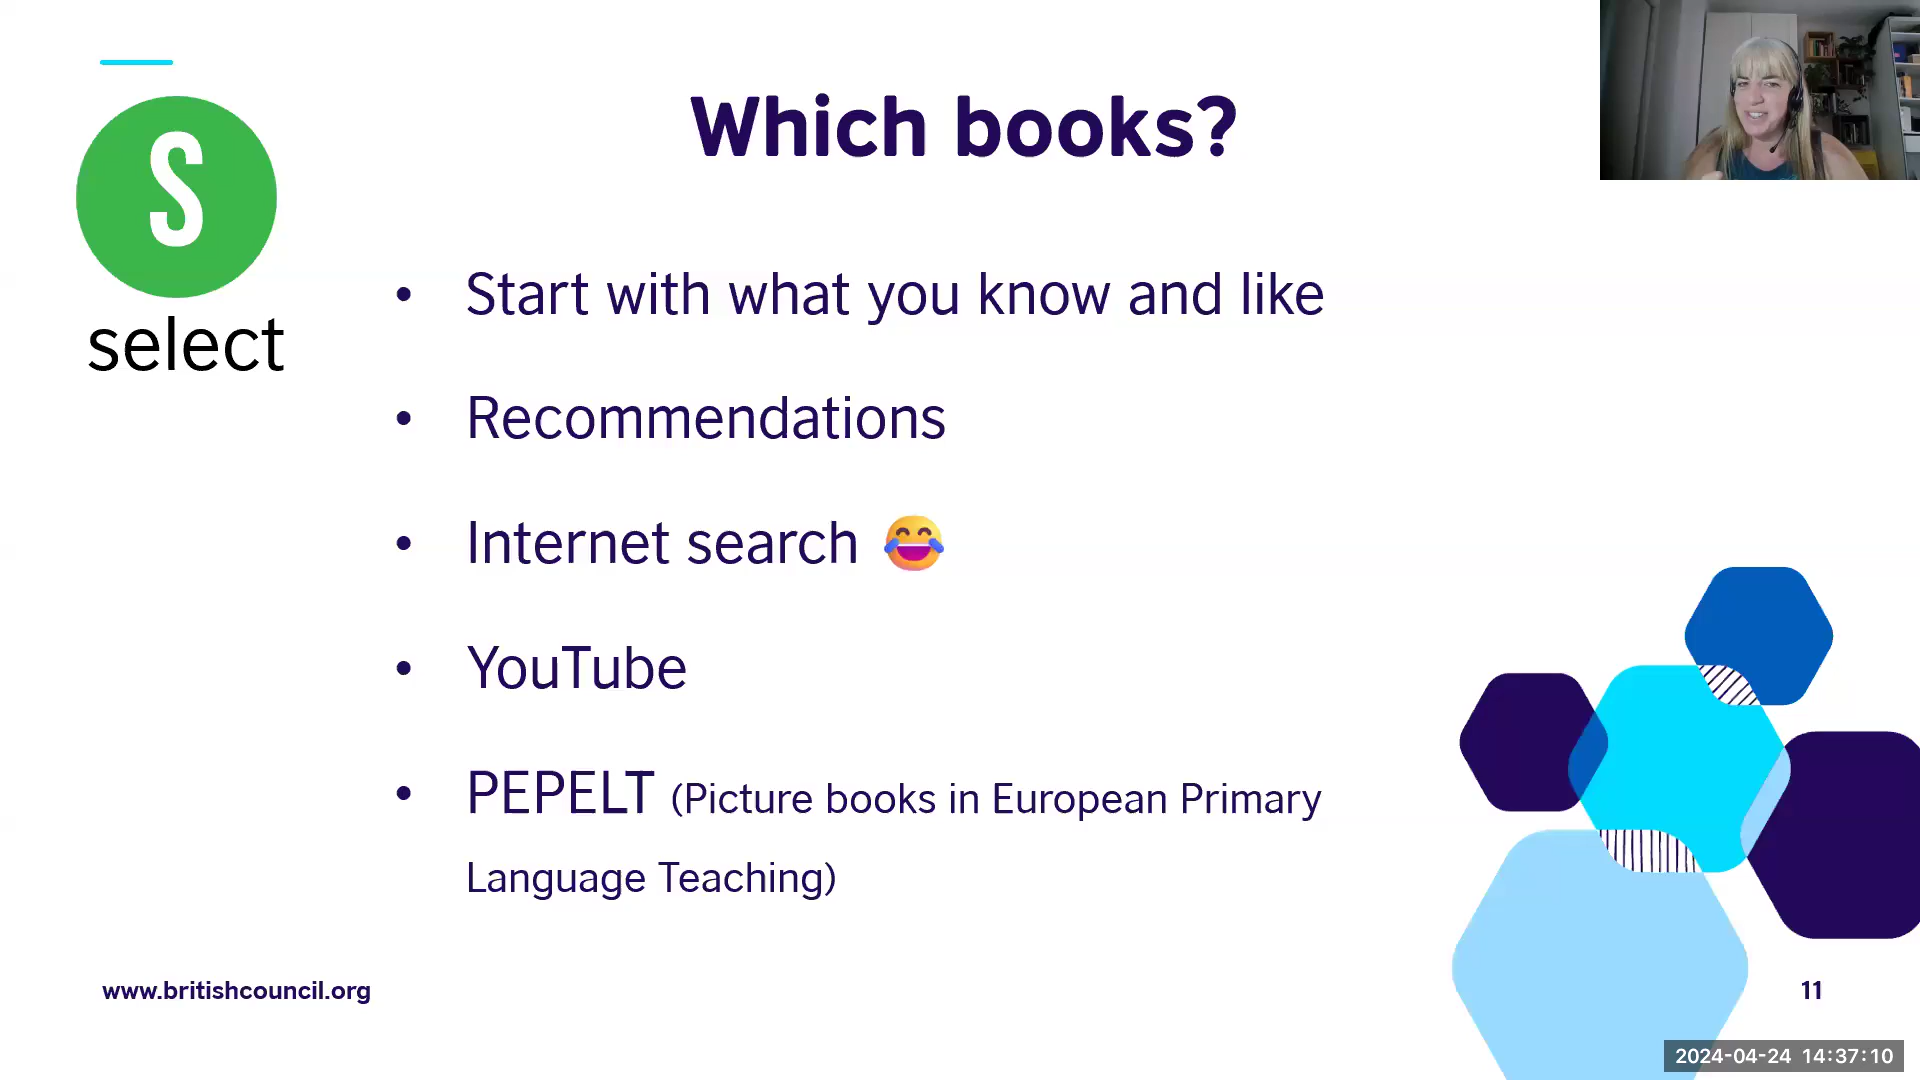 S
select
Which books?
• Start with what you know and like
• Recommendations
• Internet search 😂
• YouTube
• PEPELT (Picture books in European Primary
Language Teaching)
www.britishcouncil.org
11
2024-04-24 14:37:10